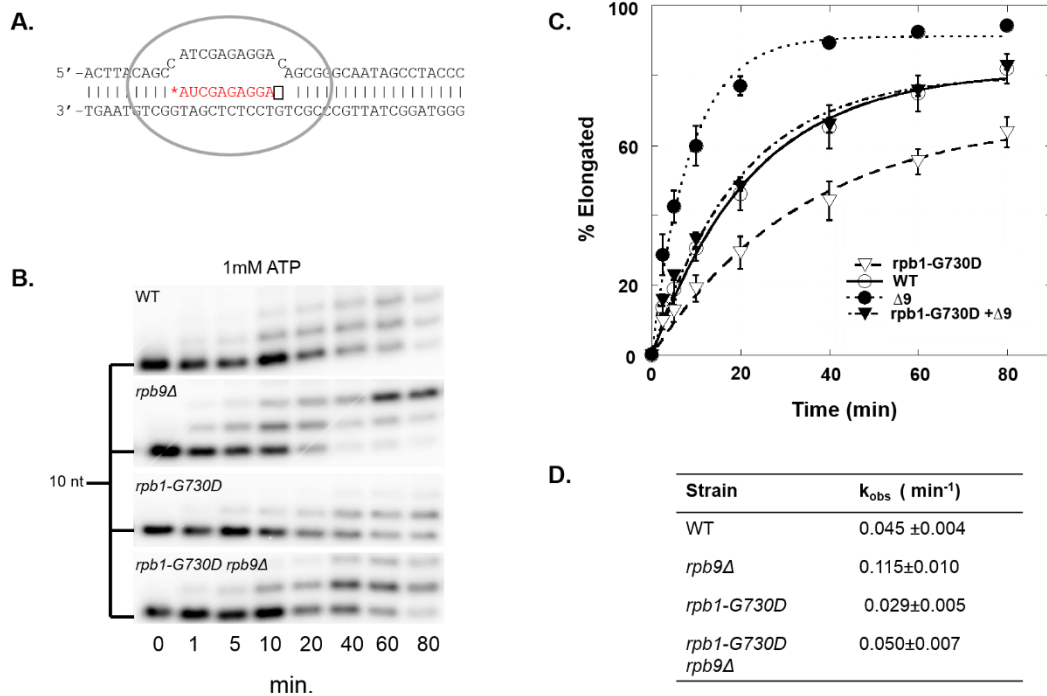 A.
ATCGAGAGGA
C C
5'-ACTTACAGC AGCGGGCAATAGCCTACCC
*AUCGAGAGGA
3'-TGAATGTCGGTAGCTCTCCTGTCGCCCGTTATCGGATGGG
B.
1mM ATP
WT
rpb9Δ
10 nt
rpb1-G730D
rpb1-G730D rpb9Δ
0 1 5 10 20 40 60 80
min.
C.
% Elongated
100
60
40
20
0
0 20 40 60 80
Time (min)
rpb1-G730D
WT
Δ9
rpb1-G730D +Δ9
D.
Strain kobs ( min-1)
WT 0.045 ±0.004
rpb9Δ 0.115±0.010
rpb1-G730D 0.029±0.005
rpb1-G730D 0.050±0.007
rpb9Δ